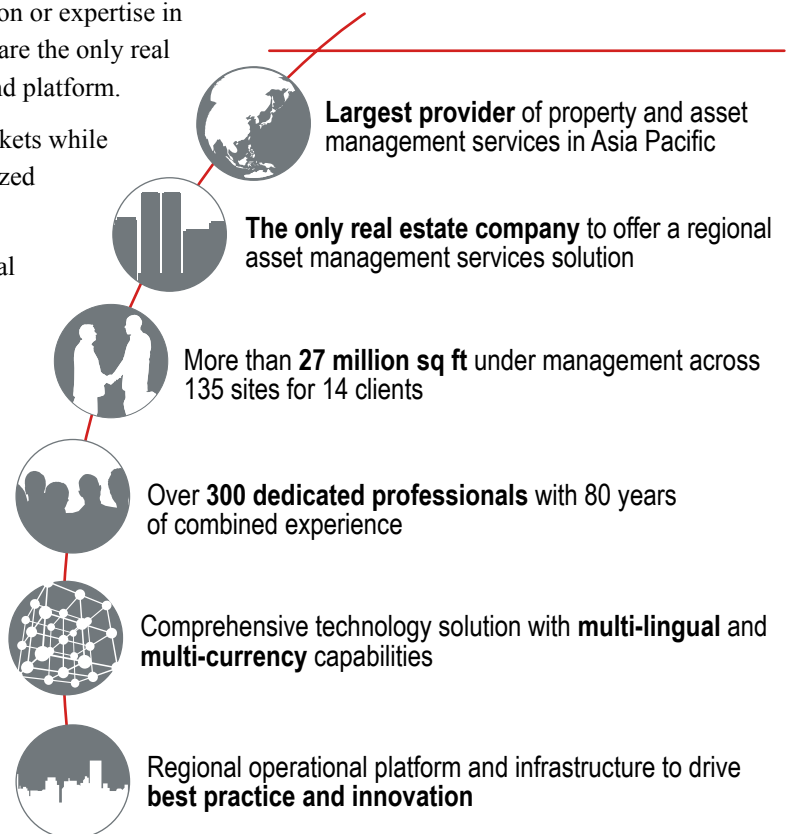 on or expertise in
are the only real
nd platform.
kets while
zed
al
Largest provider of property and asset
management services in Asia Pacific
The only real estate company to offer a regional
asset management services solution
More than 27 million sq ft under management across
135 sites for 14 clients
Over 300 dedicated professionals with 80 years
of combined experience
Comprehensive technology solution with multi-lingual and
multi-currency capabilities
Regional operational platform and infrastructure to drive
best practice and innovation